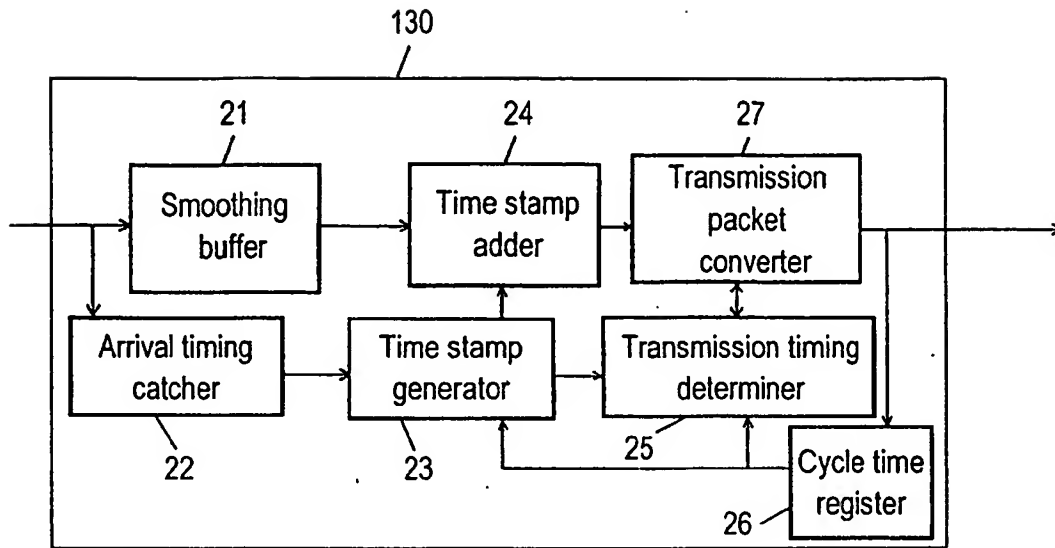 130
21
24
27
Smoothing
buffer
Time stamp
adder
Transmission
packet
converter
Arrival timing
catcher
Time stamp
generator
Transmission timing
determiner
22
23
25
Cycle time
register
26